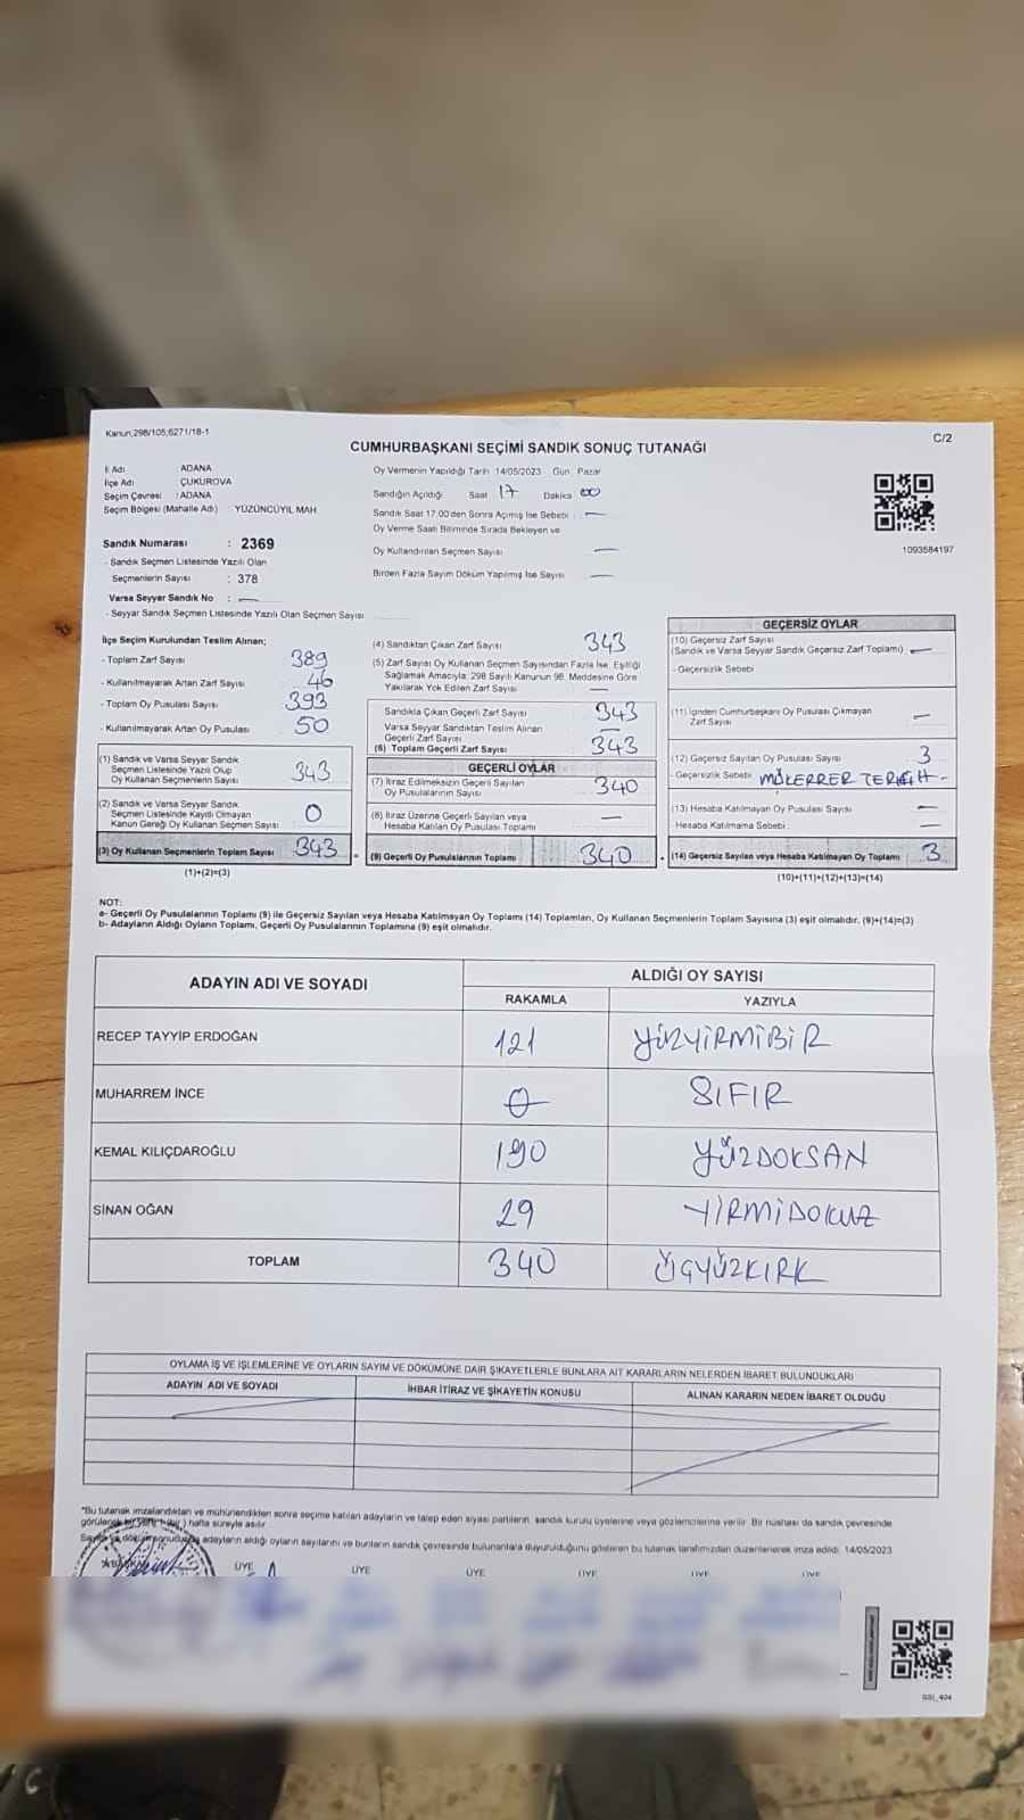 Kanun;298/105;6271/18-1
C/2
CUMHURBAŞKANI SEÇİMİ SANDIK SONUÇ TUTANAĞI
İl Adı ADANA
İlçe Adı ÇUKUROVA
Seçim Çevresi : ADANA
Seçim Bölgesi (Mahalle Adı) YÜZÜNCÜYIL MAH.
Oy Vermenin Yapıldığı Tarih 14/05/2023 Gün Pazar
Sandığın Açıldığı Saat 17 Dakika 00
Sandık Saat 17.00'den Sonra Açılmış İse Sebebi : —
Oy Verme Saati Bitiminde Sırada Bekleyen ve
Oy Kullandırılan Seçmen Sayısı —
Birden Fazla Sayım Döküm Yapılmış İse Sayısı —
1093584197
Sandık Numarası : 2369
- Sandık Seçmen Listesinde Yazılı Olan
Seçmenlerin Sayısı : 378
Varsa Seyyar Sandık No : —
- Seyyar Sandık Seçmen Listesinde Yazılı Olan Seçmen Sayısı
İlçe Seçim Kurulundan Teslim Alınan;
- Toplam Zarf Sayısı 389
- Kullanılmayarak Artan Zarf Sayısı 46
- Toplam Oy Pusulası Sayısı 393
- Kullanılmayarak Artan Oy Pusulası 50
(1) Sandık ve Varsa Seyyar Sandık
Seçmen Listesinde Yazılı Olup
Oy Kullanan Seçmenlerin Sayısı 343
(2) Sandık ve Varsa Seyyar Sandık
Seçmen Listesinde Kayıtlı Olmayan
Kanun Gereği Oy Kullanan Seçmen Sayısı 0
(3) Oy Kullanan Seçmenlerin Toplam Sayısı 343
(1)+(2)=(3)
(4) Sandıktan Çıkan Zarf Sayısı 343
(5) Zarf Sayısı Oy Kullanan Seçmen Sayısından Fazla İse, Eşitliği
Sağlamak Amacıyla; 298 Sayılı Kanunun 98. Maddesine Göre
Yakılarak Yok Edilen Zarf Sayısı —
Sandıkta Çıkan Geçerli Zarf Sayısı 343
Varsa Seyyar Sandıktan Teslim Alınan
Geçerli Zarf Sayısı —
(6) Toplam Geçerli Zarf Sayısı 343
GEÇERLİ OYLAR
(7) İtiraz Edilmeksizin Geçerli Sayılan
Oy Pusulalarının Sayısı 340
(8) İtiraz Üzerine Geçerli Sayılan veya
Hesaba Katılan Oy Pusulası Toplamı —
(9) Geçerli Oy Pusulalarının Toplamı 340
GEÇERSİZ OYLAR
(10) Geçersiz Zarf Sayısı
(Sandık ve Varsa Seyyar Sandık Geçersiz Zarf Toplamı) —
- Geçersizlik Sebebi
(11) İçinden Cumhurbaşkanı Oy Pusulası Çıkmayan
Zarf Sayısı —
(12) Geçersiz Sayılan Oy Pusulası Sayısı 3
- Geçersizlik Sebebi MÜKERRER TERCİH -
(13) Hesaba Katılmayan Oy Pusulası Sayısı —
Hesaba Katılmama Sebebi —
(14) Geçersiz Sayılan veya Hesaba Katılmayan Oy Toplamı 3
(10)+(11)+(12)+(13)=(14)
NOT:
a- Geçerli Oy Pusulalarının Toplamı (9) ile Geçersiz Sayılan veya Hesaba Katılmayan Oy Toplamı (14) Toplamları, Oy Kullanan Seçmenlerin Toplam Sayısına (3) eşit olmalıdır. (9)+(14)=(3)
b- Adayların Aldığı Oyların Toplamı, Geçerli Oy Pusulalarının Toplamına (9) eşit olmalıdır.
ADAYIN ADI VE SOYADI ALDIĞI OY SAYISI
RAKAMLA YAZIYLA
RECEP TAYYİP ERDOĞAN 121 YÜZYİRMİBİR
MUHARREM İNCE 0 SIFIR
KEMAL KILIÇDAROĞLU 190 YÜZDOKSAN
SİNAN OĞAN 29 YİRMİDOKUZ
TOPLAM 340 ÜÇYÜZKIRK
OYLAMA İŞ VE İŞLEMLERİNE VE OYLARIN SAYIM VE DÖKÜMÜNE DAİR ŞİKAYETLERLE BUNLARA AİT KARARLARIN NELERDEN İBARET BULUNDUKLARI
ADAYIN ADI VE SOYADI İHBAR İTİRAZ VE ŞİKAYETİN KONUSU ALINAN KARARIN NEDEN İBARET OLDUĞU
*Bu tutanak imzalandıktan ve mühürlendikten sonra seçime katılan adayların ve talep eden siyasi partilerin, sandık kurulu üyelerine veya gözlemcilerine verilir. Bir nüshası da sandık çevresinde
görülecek bir yere 1 (bir) hafta süreyle asılır.
adayların aldığı oyların sayılarını ve bunların sandık çevresinde bulunanlara duyurulduğunu gösteren bu tutanak tarafımızdan düzenlenerek imza edildi. 14/05/2023
ÜYE ÜYE ÜYE ÜYE ÜYE ÜYE